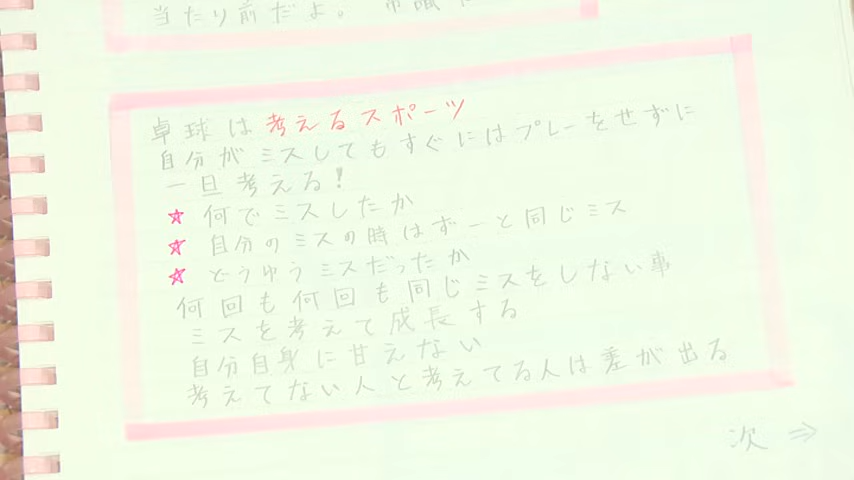 当たり前だよ。常識
卓球は考えるスポーツ
自分がミスしてもすぐにはプレーをせずに
一旦考える!
☆ 何でミスしたか
☆ 自分のミスの時はずーと同じミス
☆ どうゆうミスだったか
何回も何回も同じミスをしない事
ミスを考えて成長する
自分自身に甘えない
考えてない人と考えてる人は差が出る
次 ⇒